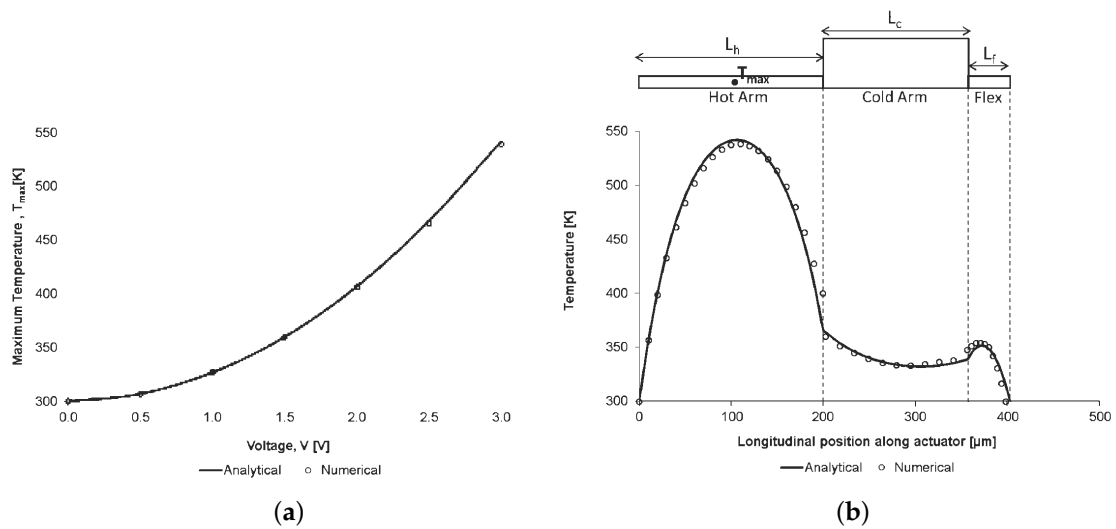 550
500
450
400
350
300
Maximum Temperature , Tmax[K]
0.0 0.5 1.0 1.5 2.0 2.5 3.0
Voltage, V [V]
Analytical Numerical
(a)
Lc
Lh
Lf
Tmax
Hot Arm Cold Arm Flex
550
500
450
400
350
300
Temperature [K]
0 100 200 300 400 500
Longitudinal position along actuator [µm]
Analytical Numerical
(b)